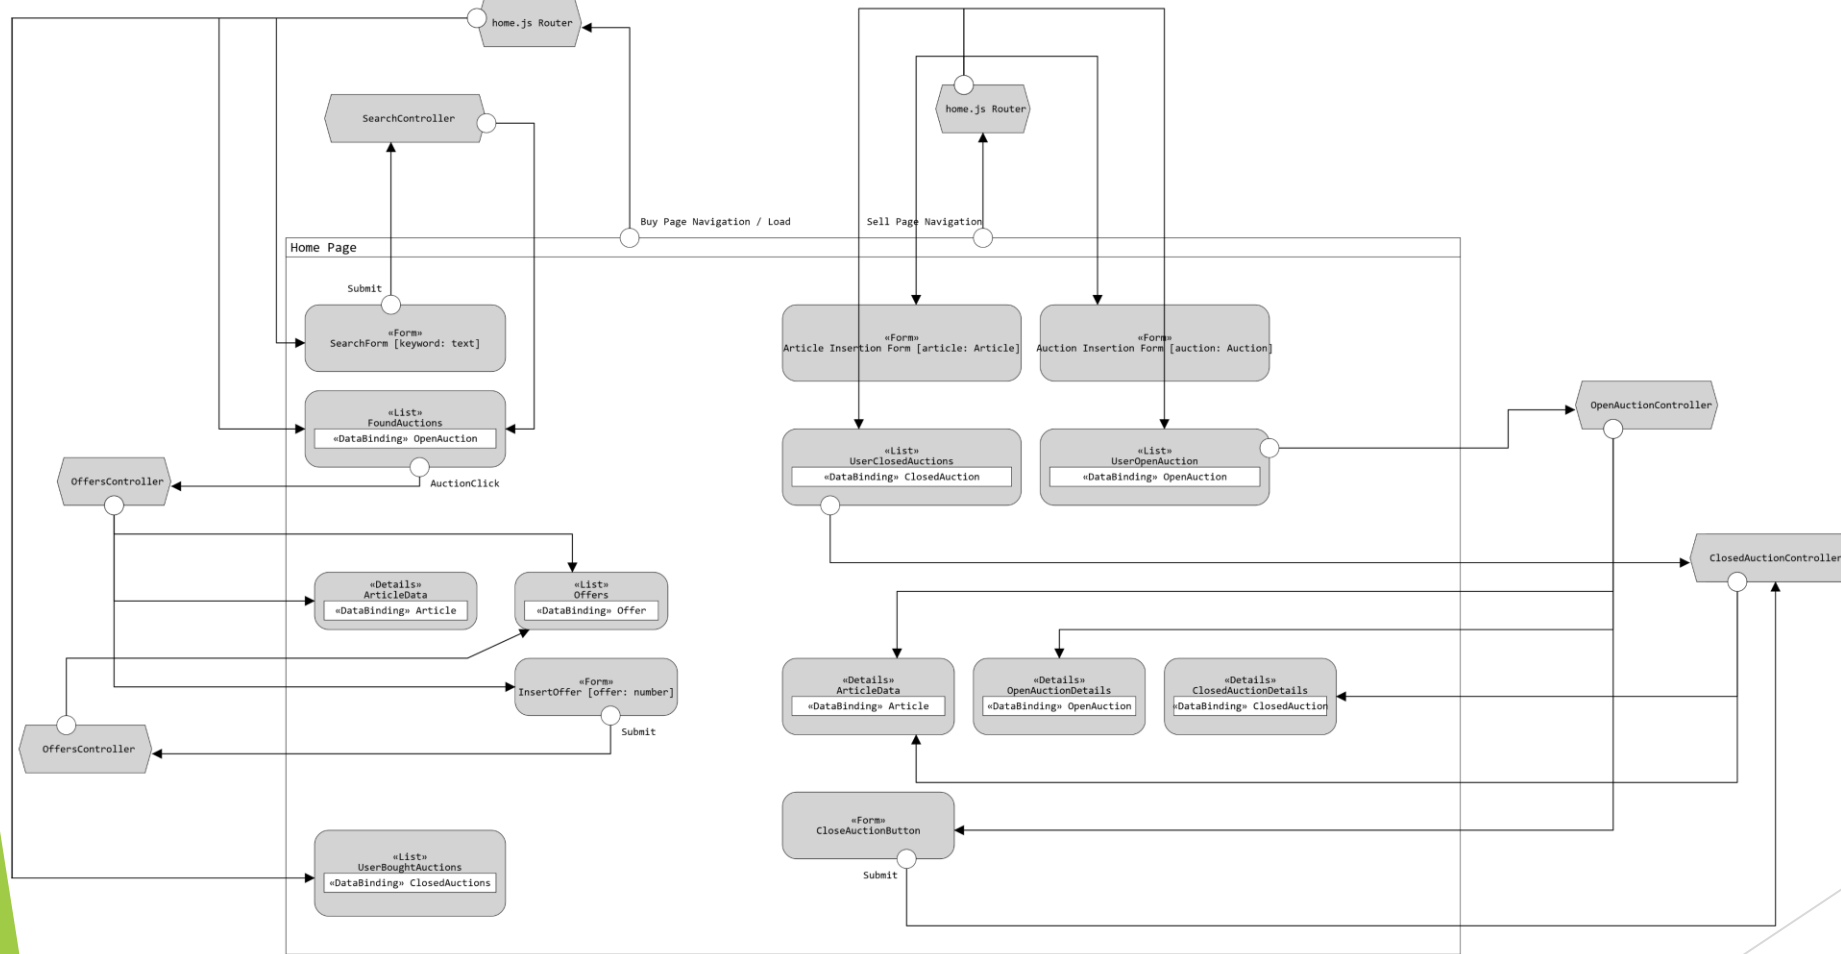 home.js Router
SearchController
home.js Router
Buy Page Navigation / Load
Sell Page Navigation
Home Page
Submit
«Form»
SearchForm [keyword: text]
«Form»
Article Insertion Form [article: Article]
«Form»
Auction Insertion Form [auction: Auction]
«List»
FoundAuctions
«DataBinding» OpenAuction
OpenAuctionController
«List»
UserClosedAuctions
«DataBinding» ClosedAuction
«List»
UserOpenAuction
«DataBinding» OpenAuction
OffersController
AuctionClick
ClosedAuctionController
«Details»
ArticleData
«DataBinding» Article
«List»
Offers
«DataBinding» Offer
«Form»
InsertOffer [offer: number]
Submit
«Details»
ArticleData
«DataBinding» Article
«Details»
OpenAuctionDetails
«DataBinding» OpenAuction
«Details»
ClosedAuctionDetails
«DataBinding» ClosedAuction
OffersController
«Form»
CloseAuctionButton
Submit
«List»
UserBoughtAuctions
«DataBinding» ClosedAuctions